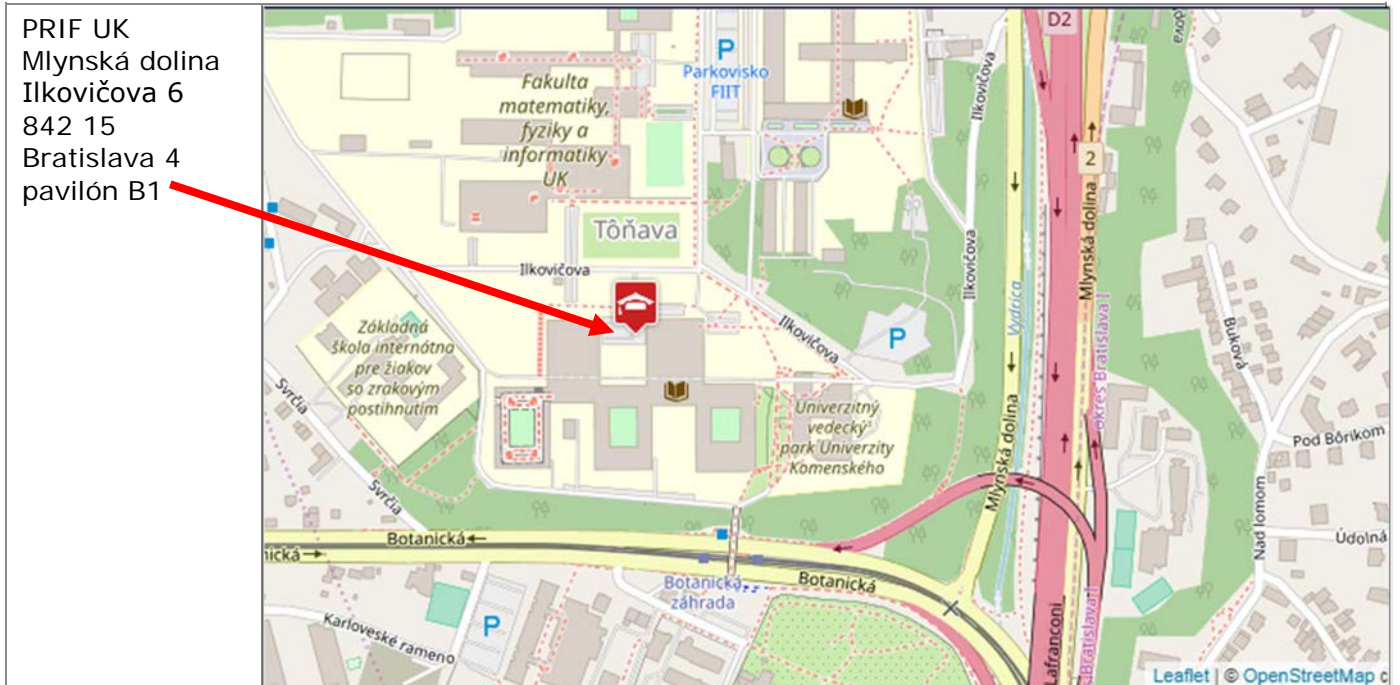 PRIF UK
Mlynská dolina
Ilkovičova 6
842 15
Bratislava 4
pavilón B1
D2
P
Parkovisko
FIIT
Fakulta
matematiky,
fyziky a
informatiky
UK
Ilkovičova
2
Mlynská dolina
Tôňava
Ilkovičova
Ilkovičova
Vydrica
Bukova
Základná
škola internátna
pre žiakov
so zrakovým
postihnutím
Ilkovičova
P
okres Bratislava I
Svrčia
Univerzitný
vedecký
park Univerzity
Komenského
Mlynská dolina
Pod Bôrikom
Svrčia
Nad lomom
Údolná
Botanická
nická
Botanická
záhrada
Botanická
P
Karloveské rameno
Lafranconi
s Bratislava I
Leaflet | © OpenStreetMap c